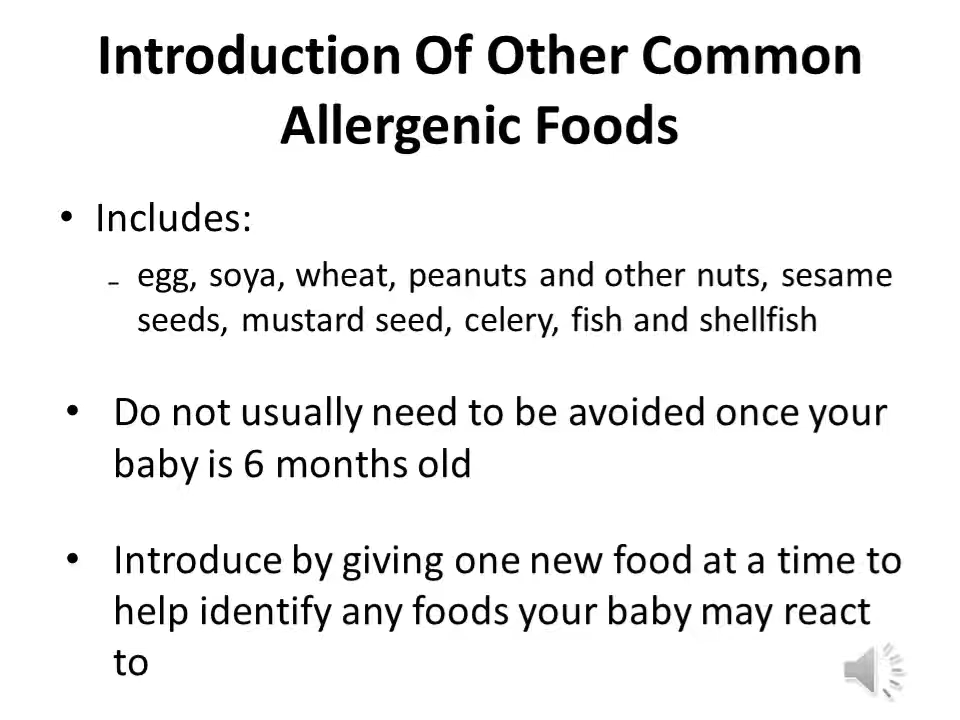 Introduction Of Other Common
Allergenic Foods
• Includes:
– egg, soya, wheat, peanuts and other nuts, sesame
seeds, mustard seed, celery, fish and shellfish
• Do not usually need to be avoided once your
baby is 6 months old
• Introduce by giving one new food at a time to
help identify any foods your baby may react
to